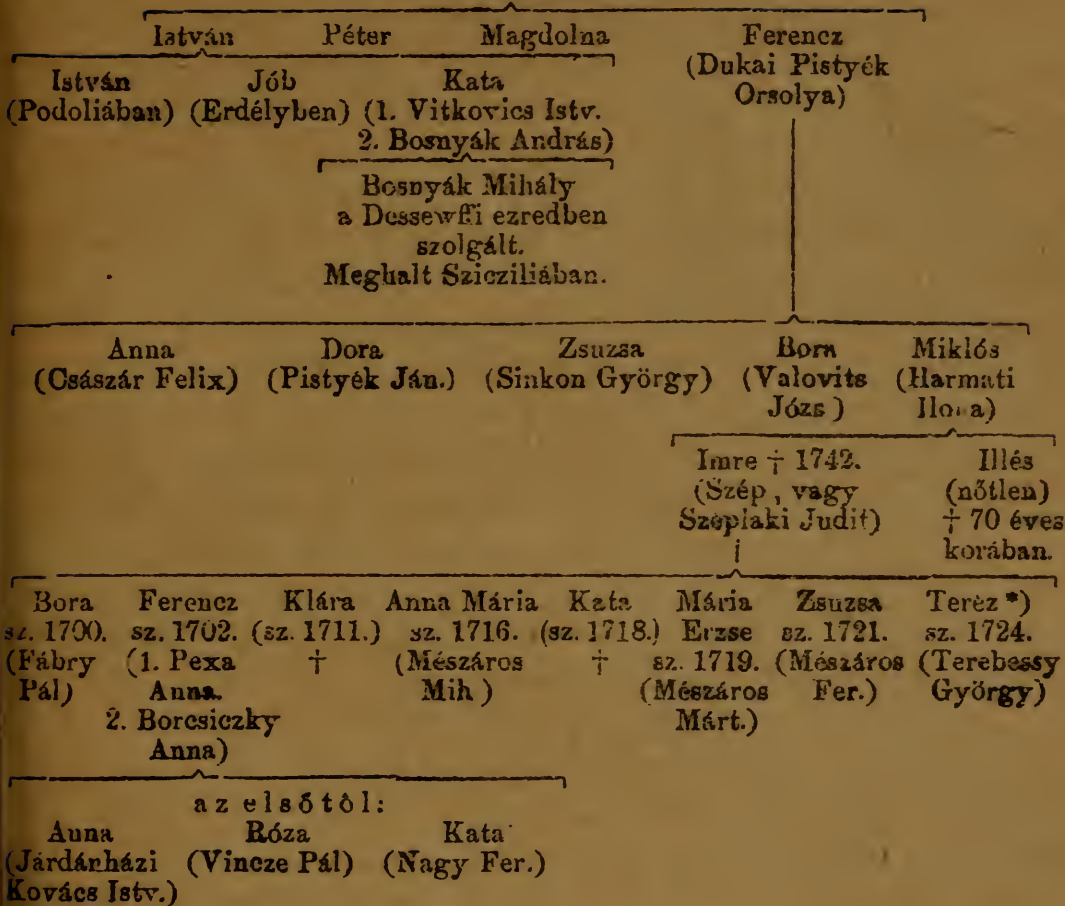 István Péter Magdolna Ferencz
(Dukai Pistyék
Orsolya)
István Jób Kata
(Podoliában) (Erdélyben) (1. Vitkovics Istv.
2. Bosnyák András)
Bosnyák Mihály
a Dessewffi ezredben
szolgált.
Meghalt Szicziliában.
Anna Dora Zsuzsa Bora Miklós
(Császár Felix) (Pistyék Ján.) (Sinkon György) (Valovits (Harmati
Józs ) Ilona)
Imre † 1742. Illés
(Szép, vagy (nőtlen)
Széplaki Judit) † 70 éves
korában.
Bora Ferencz Klára Anna Mária Kata Mária Zsuzsa Teréz *)
sz. 1700. sz. 1702. (sz. 1711.) sz. 1716. (sz. 1718.) Erzse sz. 1721. sz. 1724.
(Fábry (1. Pexa † (Mészáros † sz. 1719. (Mészáros (Terebessy
Pál) Anna. Mih ) (Mészáros Fer.) György)
2. Borcsiczky Márt.)
Anna)
az elsőtől:
Anna Róza Kata
(Járdánházi (Vincze Pál) (Nagy Fer.)
Kovács Istv.)